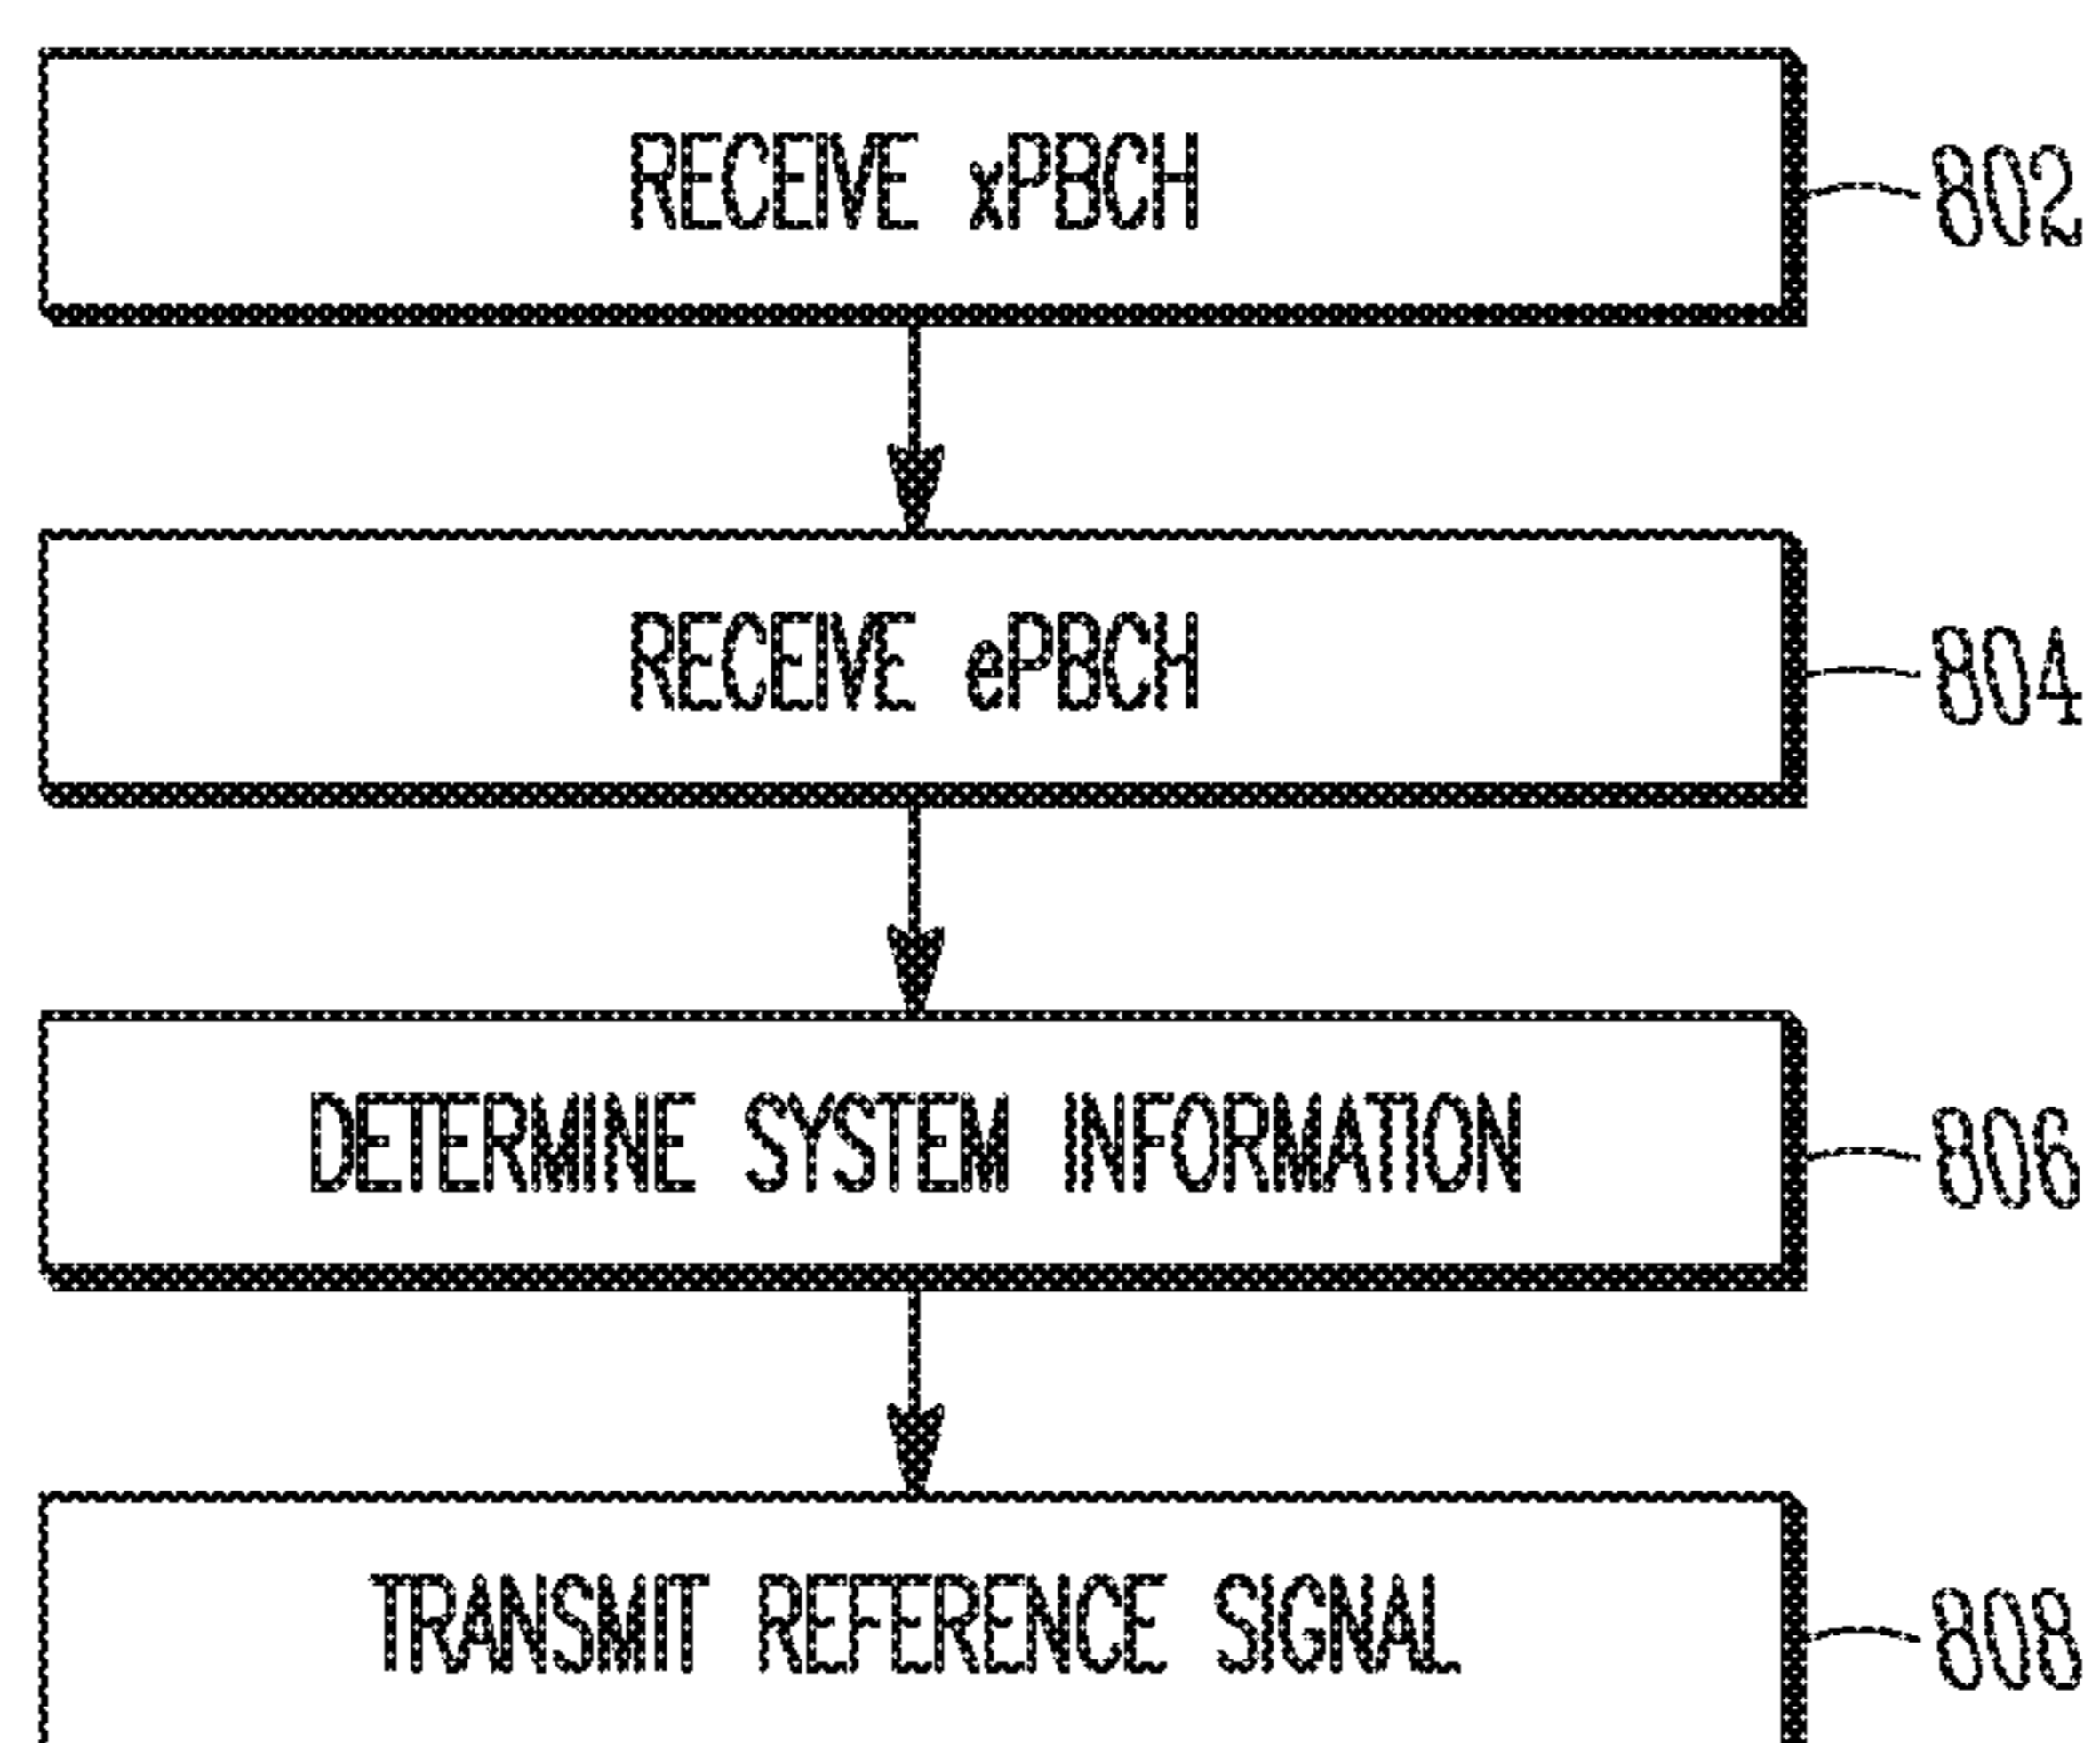 RECEIVE xPBCH
802
RECEIVE ePBCH
804
DETERMINE SYSTEM INFORMATION
806
TRANSMIT REFERENCE SIGNAL
808